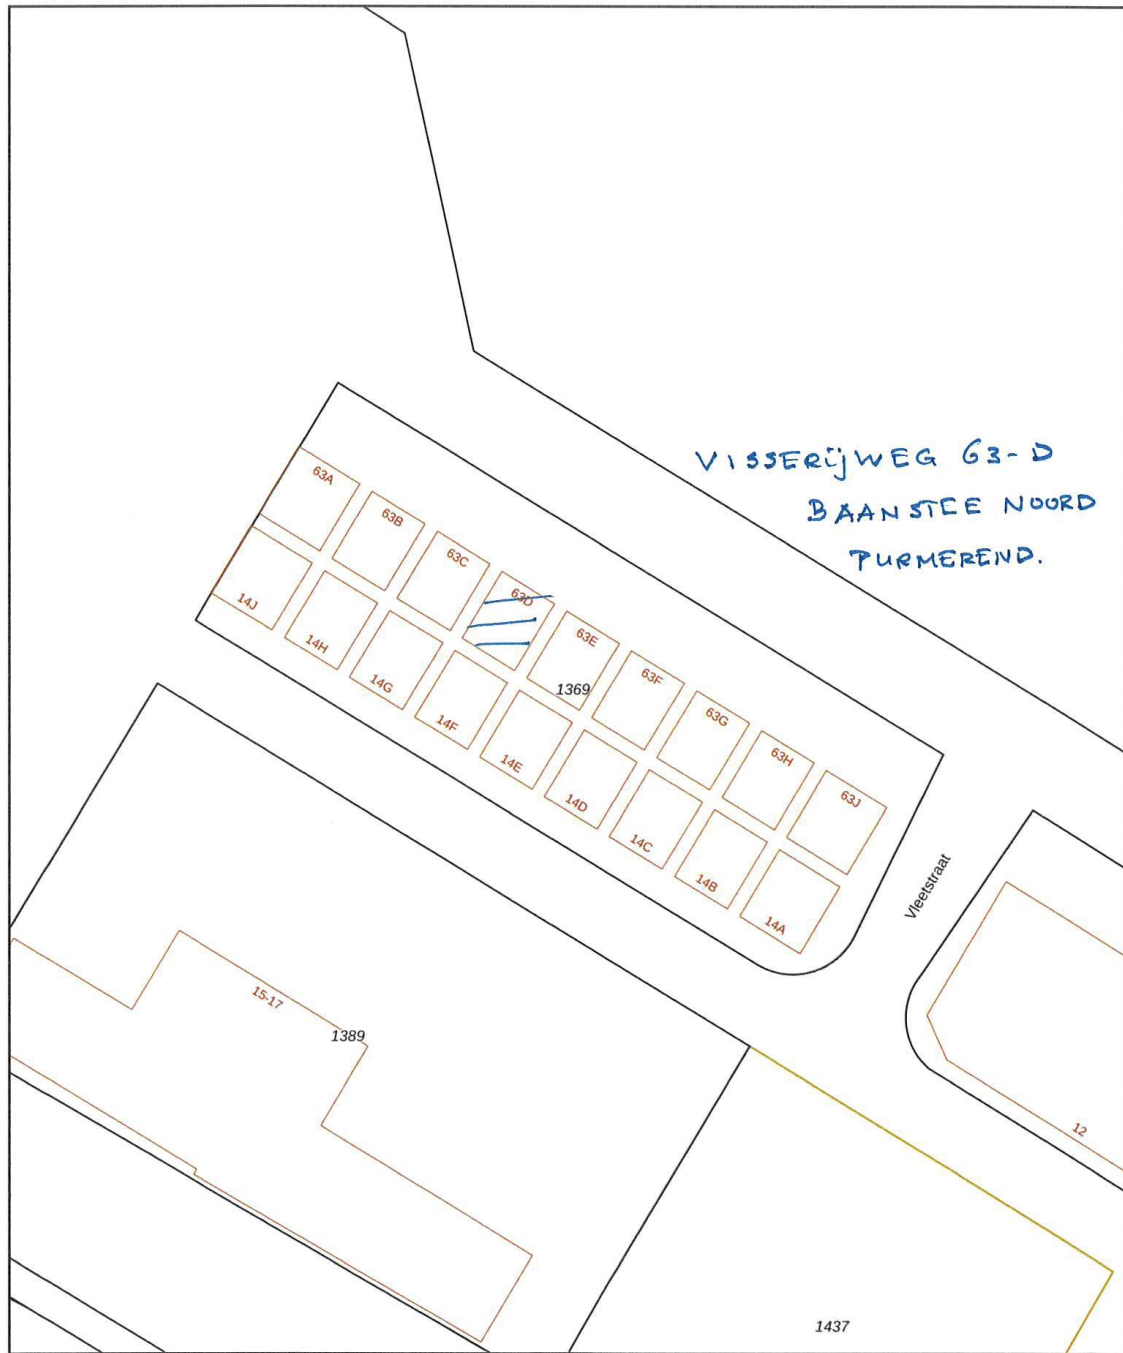 VISSERIJWEG 63-D
BAANSTEE NOORD
PURMEREND.
63A
63B
63C
63D
63E
63F
63G
63H
63J
14J
14H
14G
14F
14E
14D
14C
14B
14A
1369
Vleetstraat
15-17
1389
12
1437